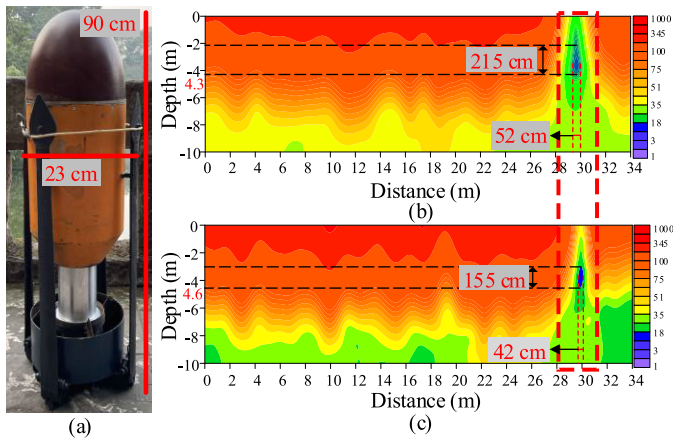 90 cm
23 cm
(a)
Depth (m)
0
-2
-4
4.3
-6
-8
-10
215 cm
52 cm
0 2 4 6 8 10 12 14 16 18 20 22 24 26 28 30 32 34
Distance (m)
(b)
1000
345
100
75
51
35
18
3
1
Depth (m)
0
-2
-4
4.6
-6
-8
-10
155 cm
42 cm
0 2 4 6 8 10 12 14 16 19 21 22 24 26 28 30 32 34
Distance (m)
(c)
1000
345
100
75
51
35
18
3
1